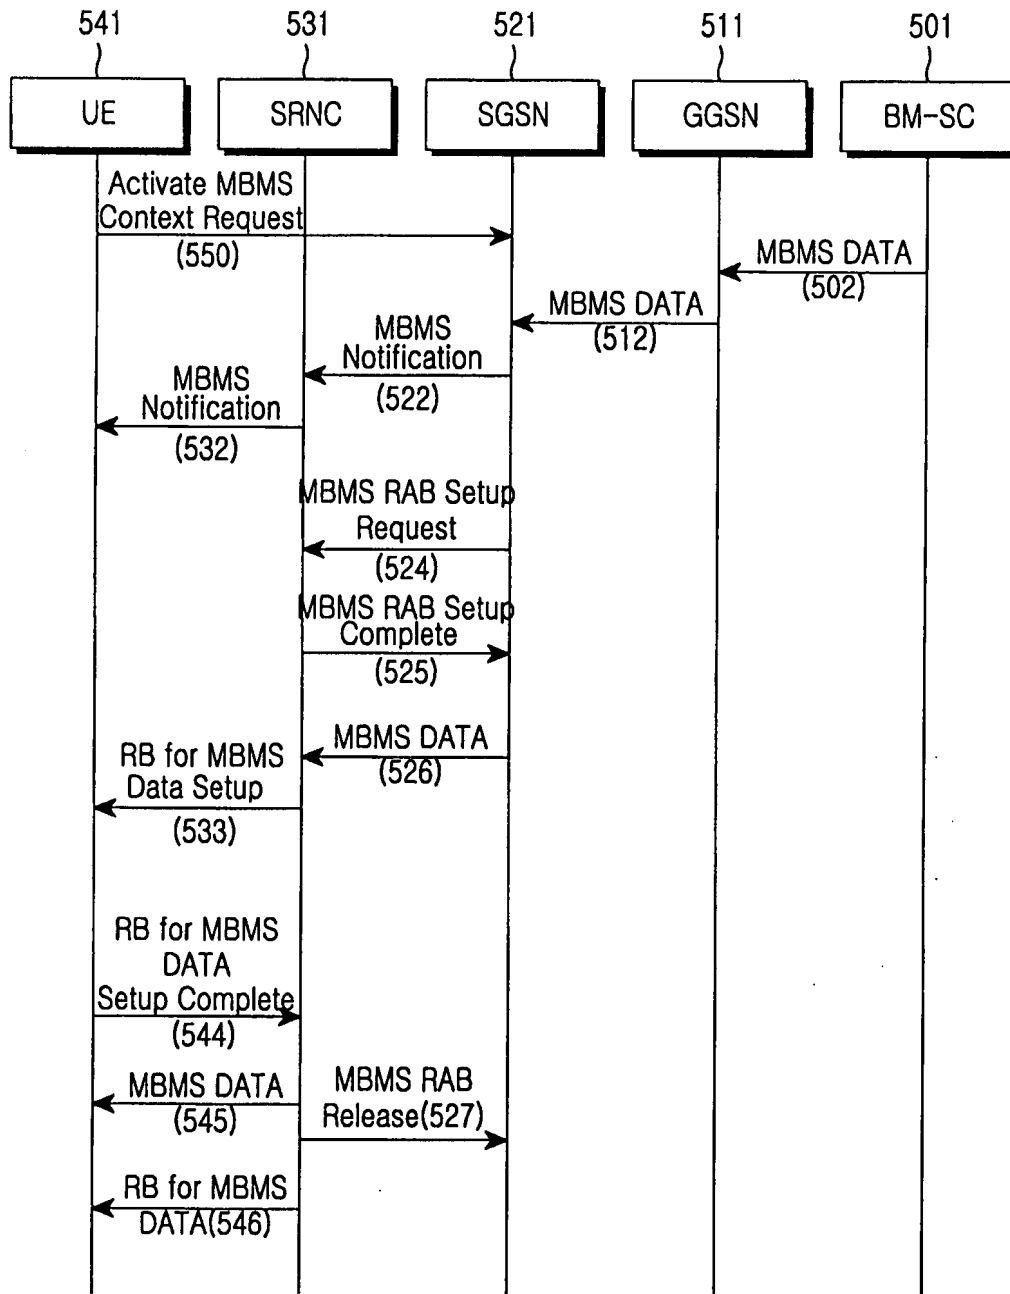 541 531 521 511 501
UE SRNC SGSN GGSN BM-SC
Activate MBMS
Context Request
(550)
MBMS DATA
(502)
MBMS DATA
(512)
MBMS
Notification
(522)
MBMS
Notification
(532)
MBMS RAB Setup
Request
(524)
MBMS RAB Setup
Complete
(525)
MBMS DATA
(526)
RB for MBMS
Data Setup
(533)
RB for MBMS
DATA
Setup Complete
(544)
MBMS DATA
(545)
MBMS RAB
Release(527)
RB for MBMS
DATA(546)